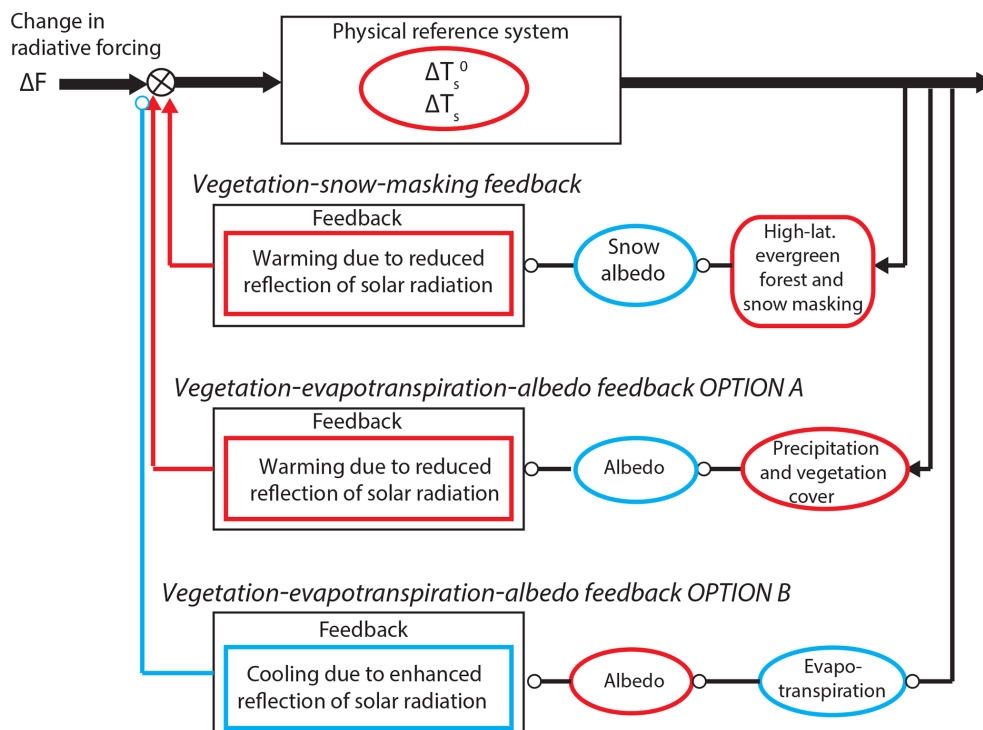 Change in
radiative forcing
ΔF
Physical reference system
ΔTs0
ΔTs
Vegetation-snow-masking feedback
Feedback
Warming due to reduced
reflection of solar radiation
Snow
albedo
High-lat.
evergreen
forest and
snow masking
Vegetation-evapotranspiration-albedo feedback OPTION A
Feedback
Warming due to reduced
reflection of solar radiation
Albedo
Precipitation
and vegetation
cover
Vegetation-evapotranspiration-albedo feedback OPTION B
Feedback
Cooling due to enhanced
reflection of solar radiation
Albedo
Evapo-
transpiration